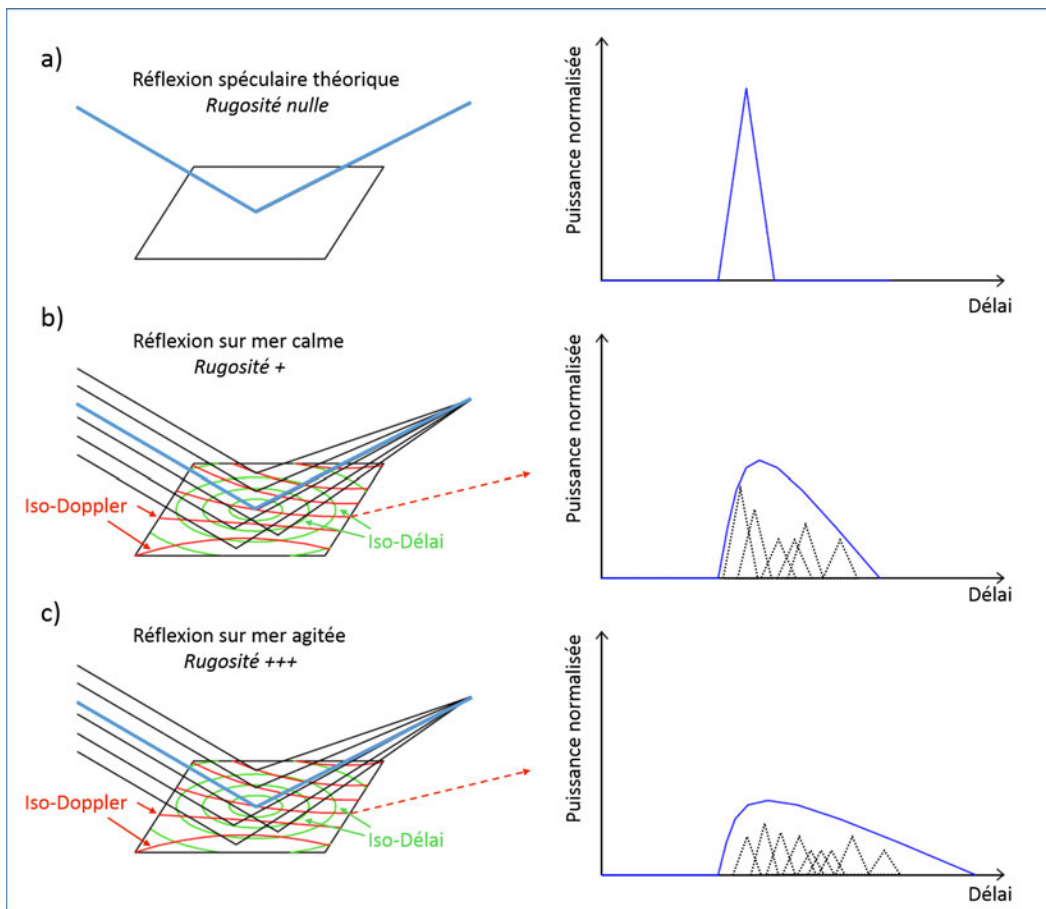 a)
Réflexion spéculaire théorique
Rugosité nulle
Puissance normalisée
Délai
b)
Réflexion sur mer calme
Rugosité +
Iso-Doppler
Iso-Délai
Puissance normalisée
Délai
c)
Réflexion sur mer agitée
Rugosité +++
Iso-Doppler
Iso-Délai
Puissance normalisée
Délai